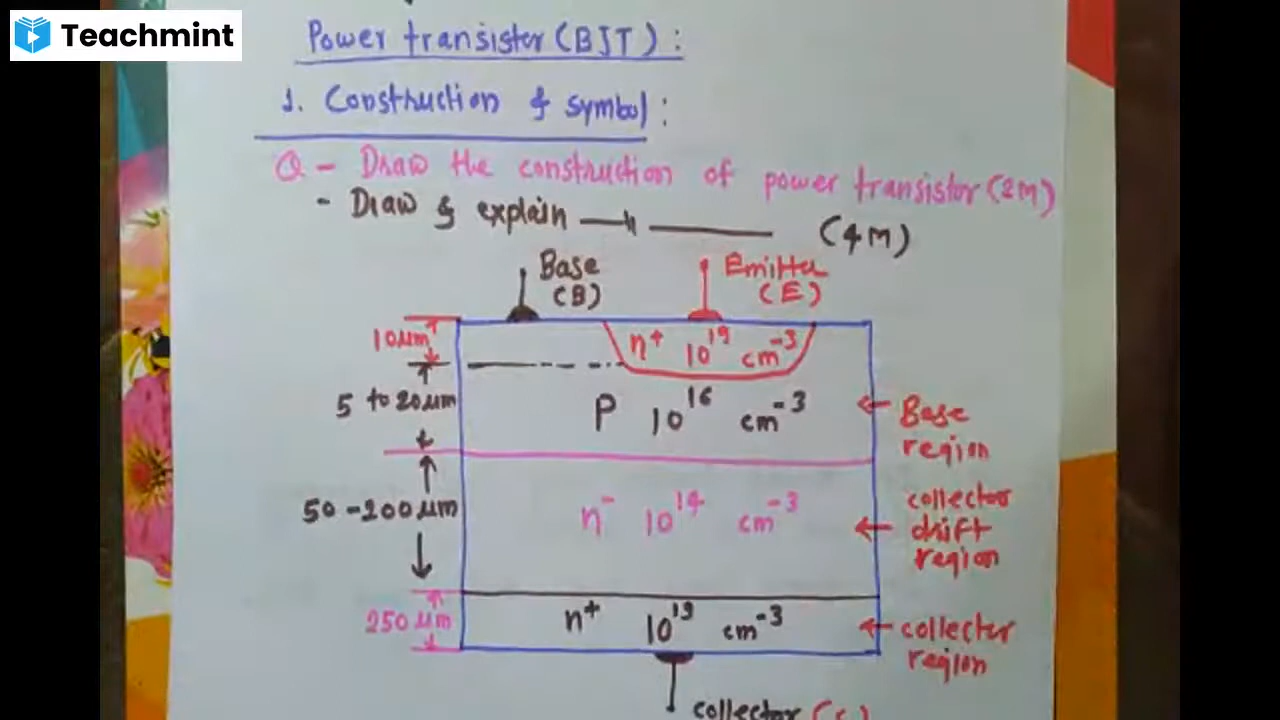 Teachmint
Power transistor (BJT) :
1. Construction & symbol :
Q - Draw the construction of power transistor (2M)
- Draw & explain —||— (4M)
Base
(B)
Emitter
(E)
10μm
n+ 10^19 cm^-3
5 to 20μm
P 10^16 cm^-3
Base
region
50-200μm
n- 10^14 cm^-3
collector
drift
region
250μm
n+ 10^19 cm^-3
collector
region
collector (c)